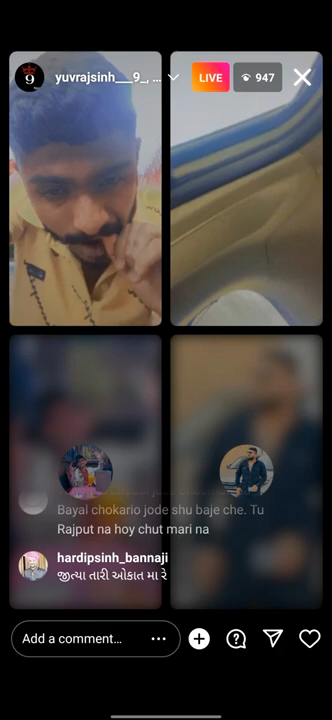 9
yuvrajsinh___9_, ...
LIVE
947
Bayal chokario jode shu baje che. Tu
Rajput na hoy chut mari na
hardipsinh_bannaji
જીત્યા તારી ઓકાત મા રે
Add a comment...